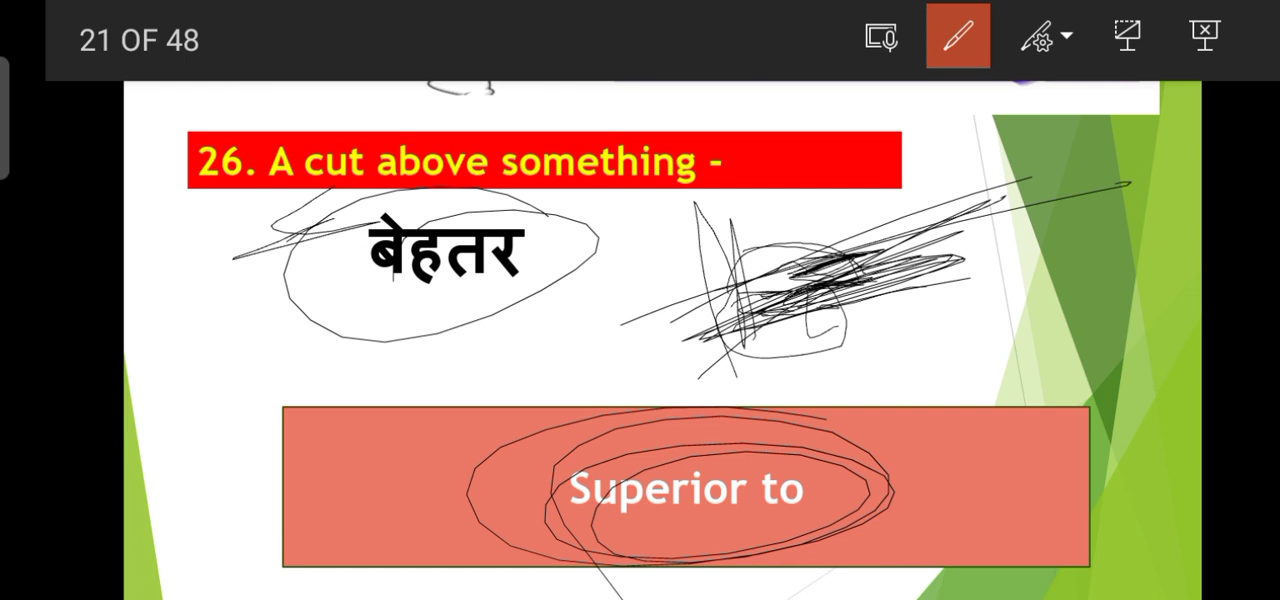 21 OF 48
26. A cut above something -
बेहतर
Superior to